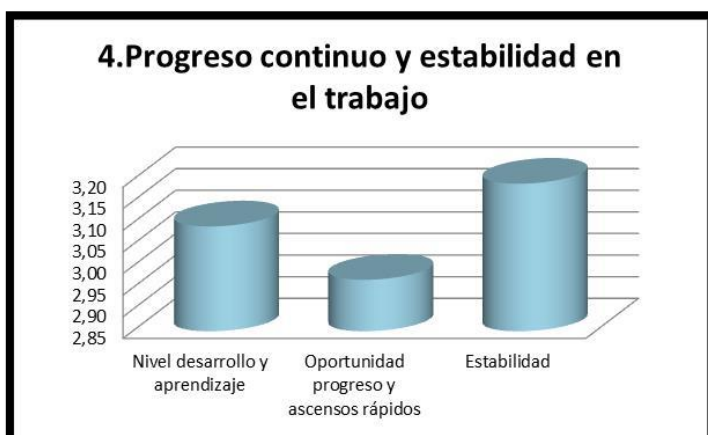 4.Progreso continuo y estabilidad en
el trabajo
3,20
3,15
3,10
3,05
3,00
2,95
2,90
2,85
Nivel desarrollo y
aprendizaje
Oportunidad
progreso y
ascensos rápidos
Estabilidad